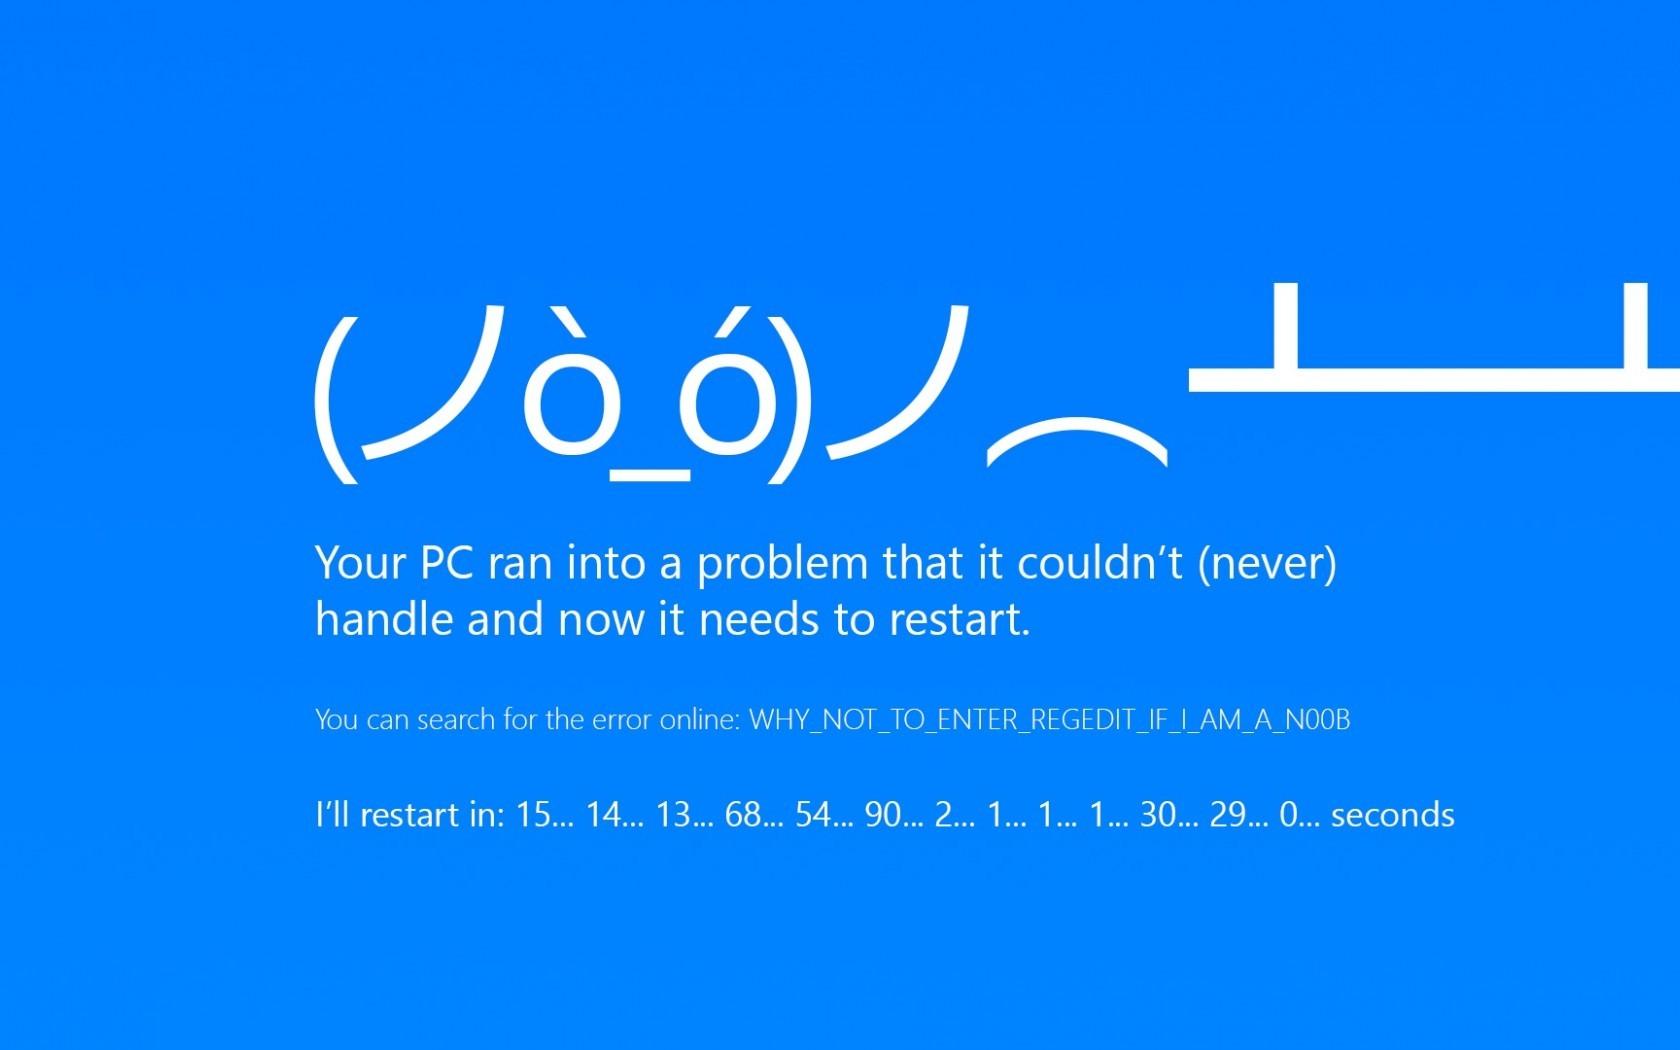 (ノò_ó)ノ︵ ┻━┻
Your PC ran into a problem that it couldn’t (never)
handle and now it needs to restart.
You can search for the error online: WHY_NOT_TO_ENTER_REGEDIT_IF_I_AM_A_N00B
I’ll restart in: 15... 14... 13... 68... 54... 90... 2... 1... 1... 1... 30... 29... 0... seconds